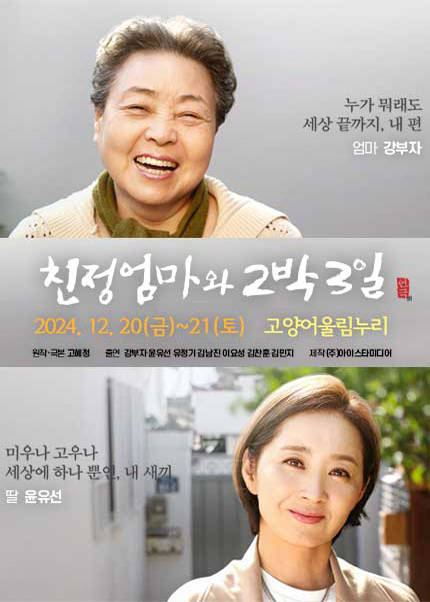 누가 뭐래도
세상 끝까지, 내 편
엄마 강부자
친정엄마와 2박 3일
연극
2024. 12. 20(금)~21(토) 고양어울림누리
원작·극본 고혜정 출연 강부자 윤유선 유정기 김남진 이요성 김찬훈 김민지 제작 (주)아이스타미디어
미우나 고우나
세상에 하나 뿐인, 내 새끼
딸 윤유선